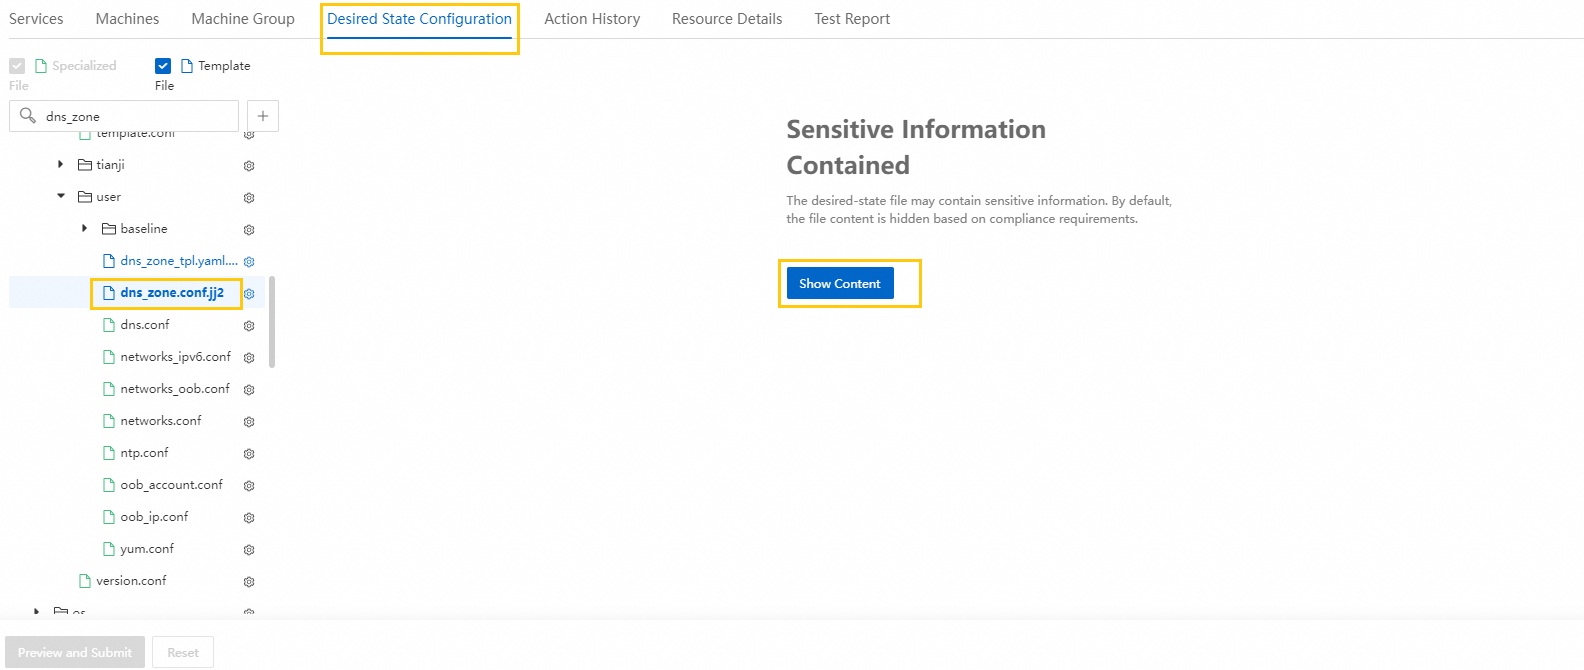 Services Machines Machine Group Desired State Configuration Action History Resource Details Test Report
Specialized File
Template File
dns_zone
template.conf
tianji
user
baseline
dns_zone_tpl.yaml....
dns_zone.conf.jj2
dns.conf
networks_ipv6.conf
networks_oob.conf
networks.conf
ntp.conf
oob_account.conf
oob_ip.conf
yum.conf
version.conf
os
Sensitive Information
Contained
The desired-state file may contain sensitive information. By default,
the file content is hidden based on compliance requirements.
Show Content
Preview and Submit Reset